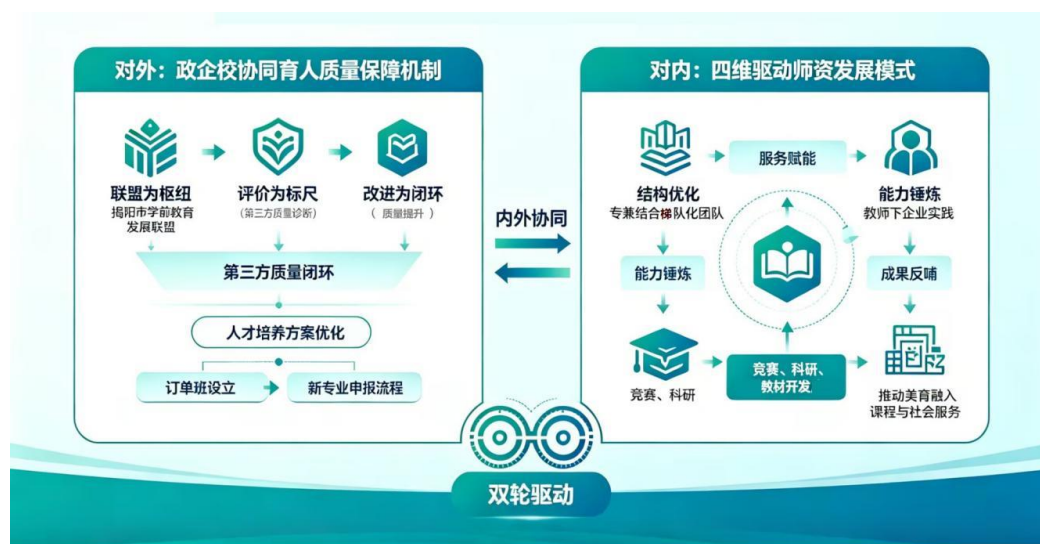 对外：政企校协同育人质量保障机制
联盟为枢纽
揭阳市学前教育
发展联盟
评价为标尺
(第三方质量诊断)
改进为闭环
（ 质量提升 ）
第三方质量闭环
人才培养方案优化
订单班设立
新专业申报流程
内外协同
对内：四维驱动师资发展模式
结构优化
专兼结合梯队化团队
服务赋能
能力锤炼
教师下企业实践
能力锤炼
成果反哺
竞赛、科研
竞赛、科研、
教材开发
推动美育融入
课程与社会服务
双轮驱动